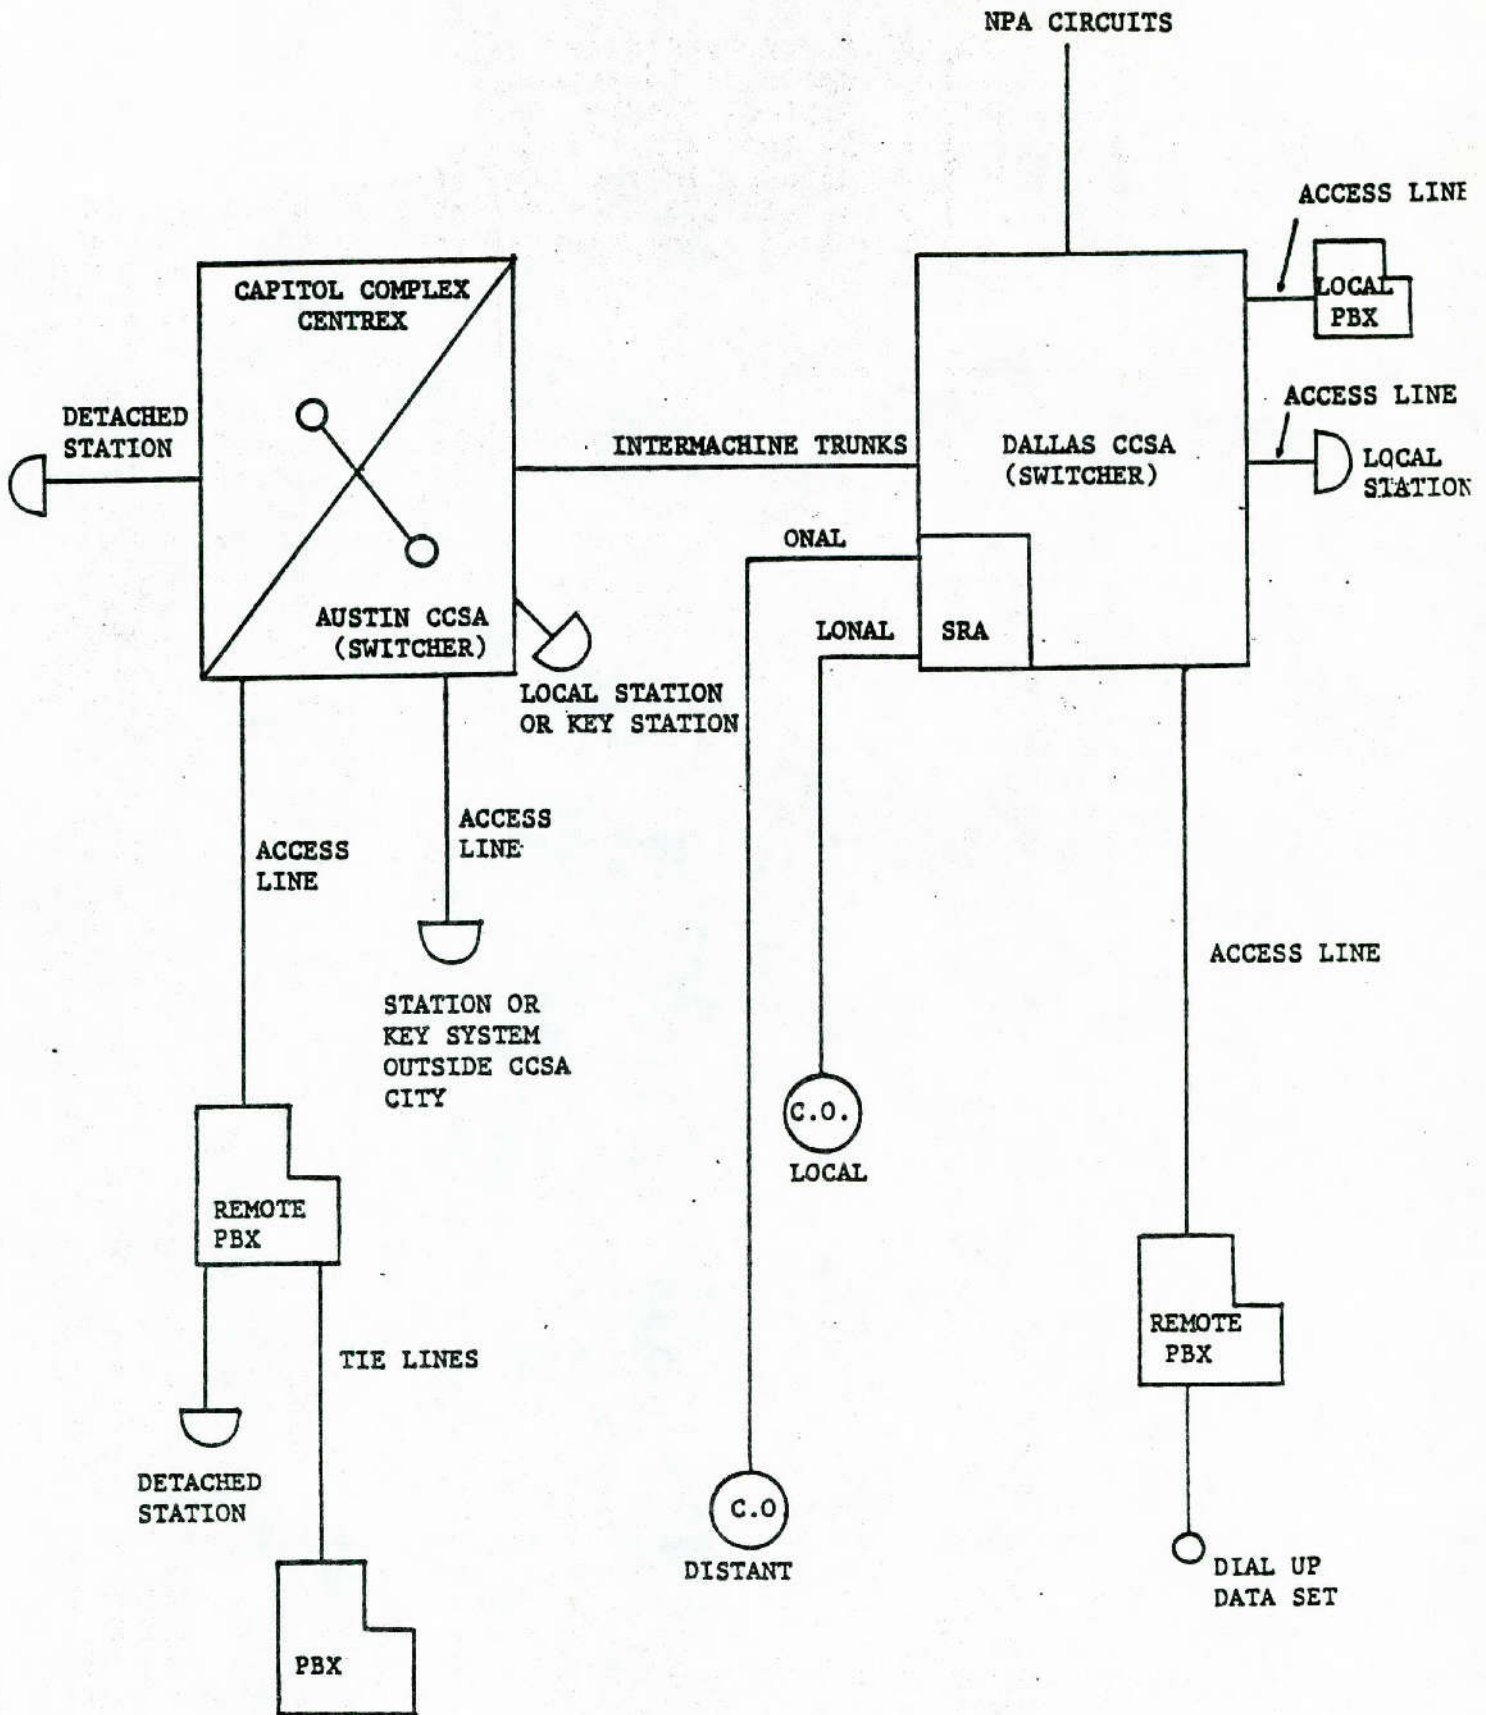 NPA CIRCUITS
ACCESS LINE
LOCAL
PBX
CAPITOL COMPLEX
CENTREX
DETACHED
STATION
INTERMACHINE TRUNKS
DALLAS CCSA
(SWITCHER)
ACCESS LINE
LOCAL
STATION
ONAL
LONAL
SRA
AUSTIN CCSA
(SWITCHER)
LOCAL STATION
OR KEY STATION
ACCESS
LINE
ACCESS
LINE
ACCESS LINE
STATION OR
KEY SYSTEM
OUTSIDE CCSA
CITY
C.O.
LOCAL
REMOTE
PBX
REMOTE
PBX
TIE LINES
DETACHED
STATION
C.O
DISTANT
DIAL UP
DATA SET
PBX